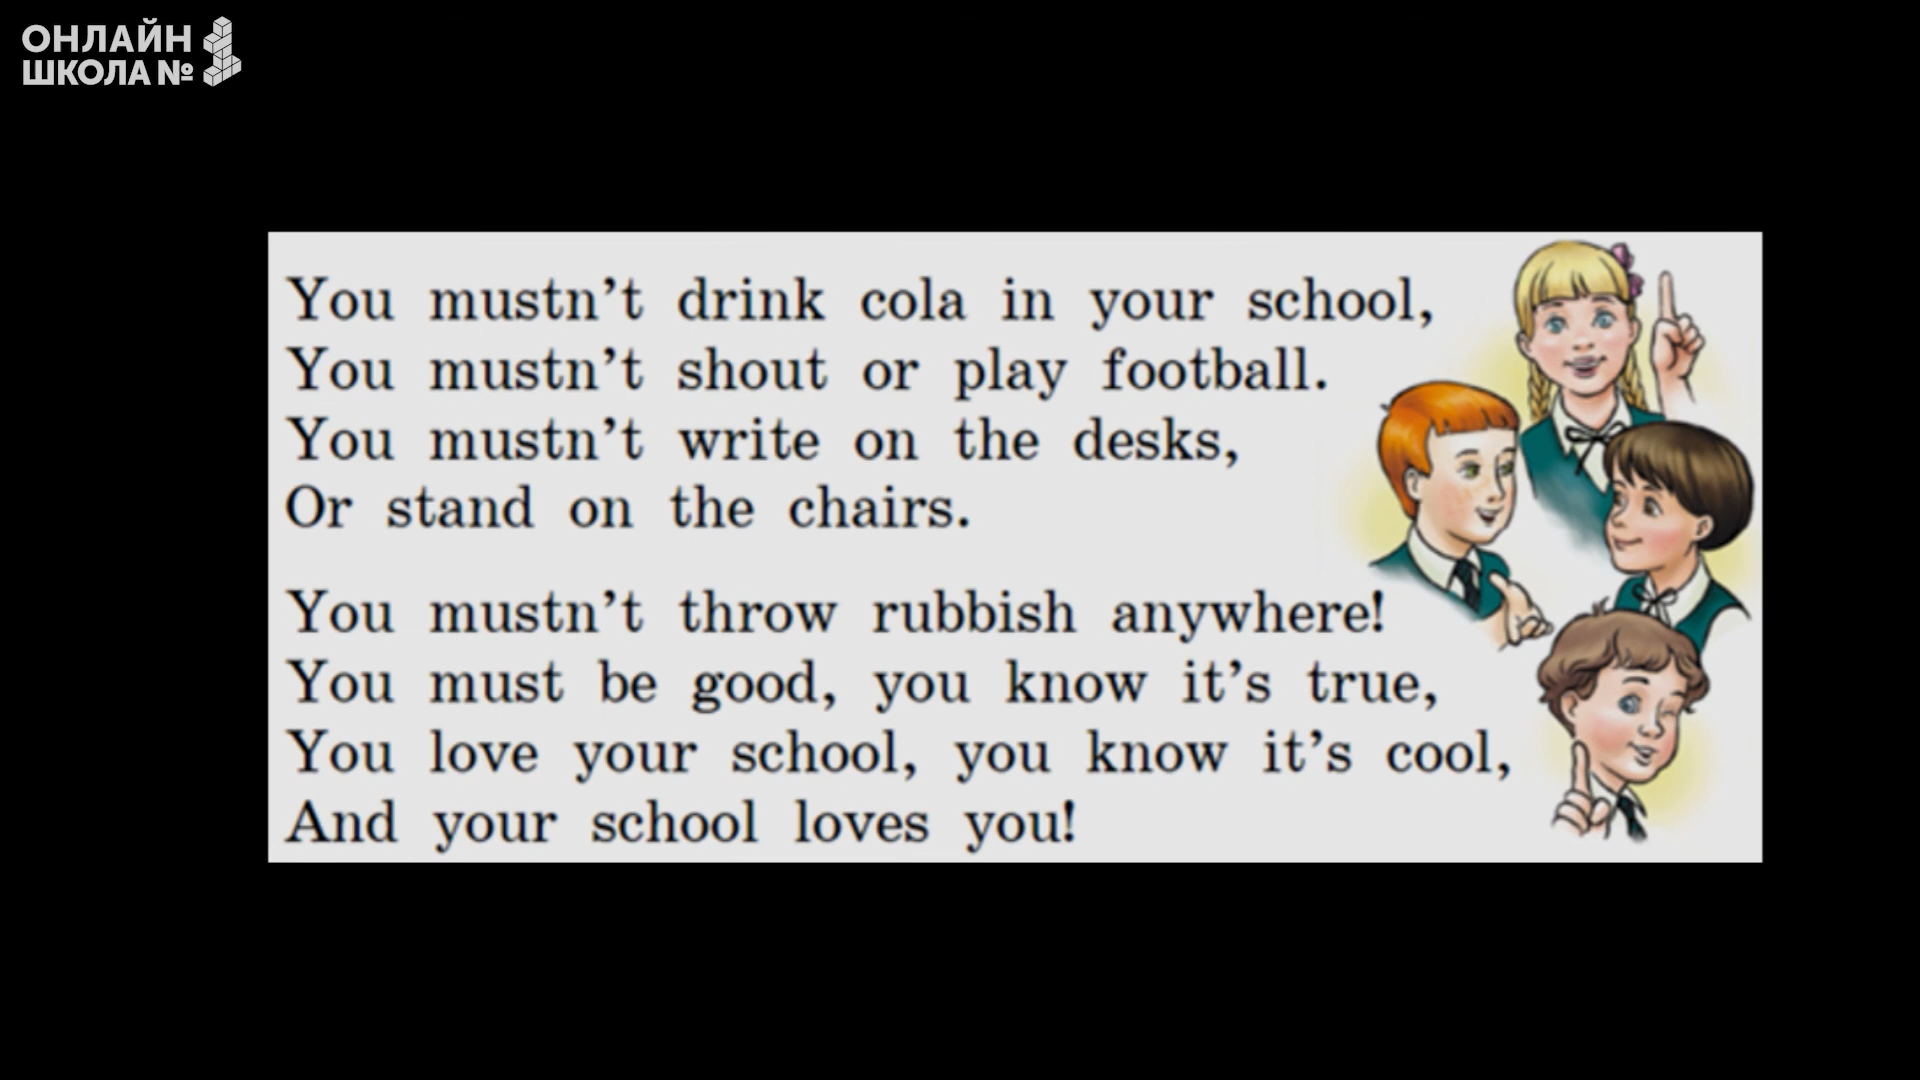 ОНЛАЙН
ШКОЛА №1
You mustn’t drink cola in your school,
You mustn’t shout or play football.
You mustn’t write on the desks,
Or stand on the chairs.
You mustn’t throw rubbish anywhere!
You must be good, you know it’s true,
You love your school, you know it’s cool,
And your school loves you!